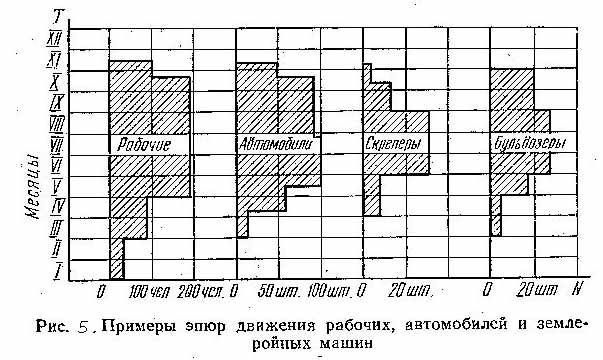 T
XII
XI
X
IX
VIII
VII
VI
V
IV
III
II
I
Месяцы
Рабочие
Автомобили
Скреперы
Бульдозеры
0 100 чел 200 чел. 0 50 шт. 100 шт. 0 20 шт. 0 20 шт N
Рис. 5. Примеры эпюр движения рабочих, автомобилей и земле-
ройных машин